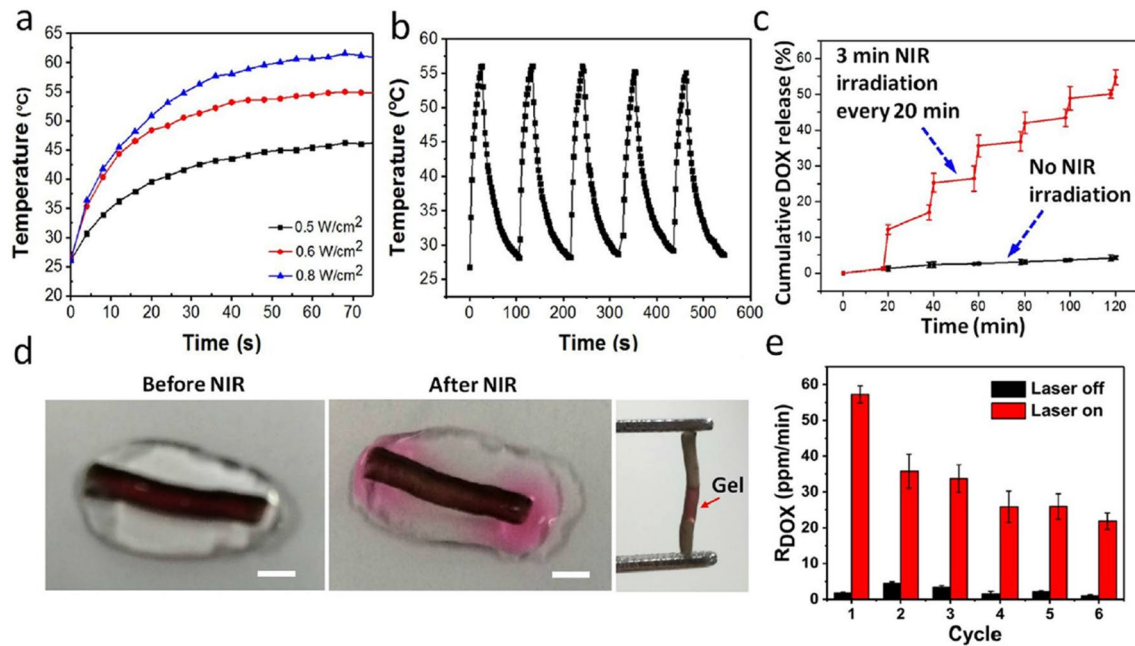 a
65
60
55
50
45
40
35
30
25
Temperature (°C)
0.5 W/cm²
0.6 W/cm²
0.8 W/cm²
0 10 20 30 40 50 60 70
Time (s)
b
60
55
50
45
40
35
30
25
Temperature (°C)
0 100 200 300 400 500 600
Time (s)
c
60
50
40
30
20
10
0
Cumulative DOX release (%)
3 min NIR
irradiation
every 20 min
No NIR
irradiation
0 20 40 60 80 100 120
Time (min)
d
Before NIR
After NIR
Gel
e
60
50
40
30
20
10
0
RDOX (ppm/min)
Laser off
Laser on
1 2 3 4 5 6
Cycle